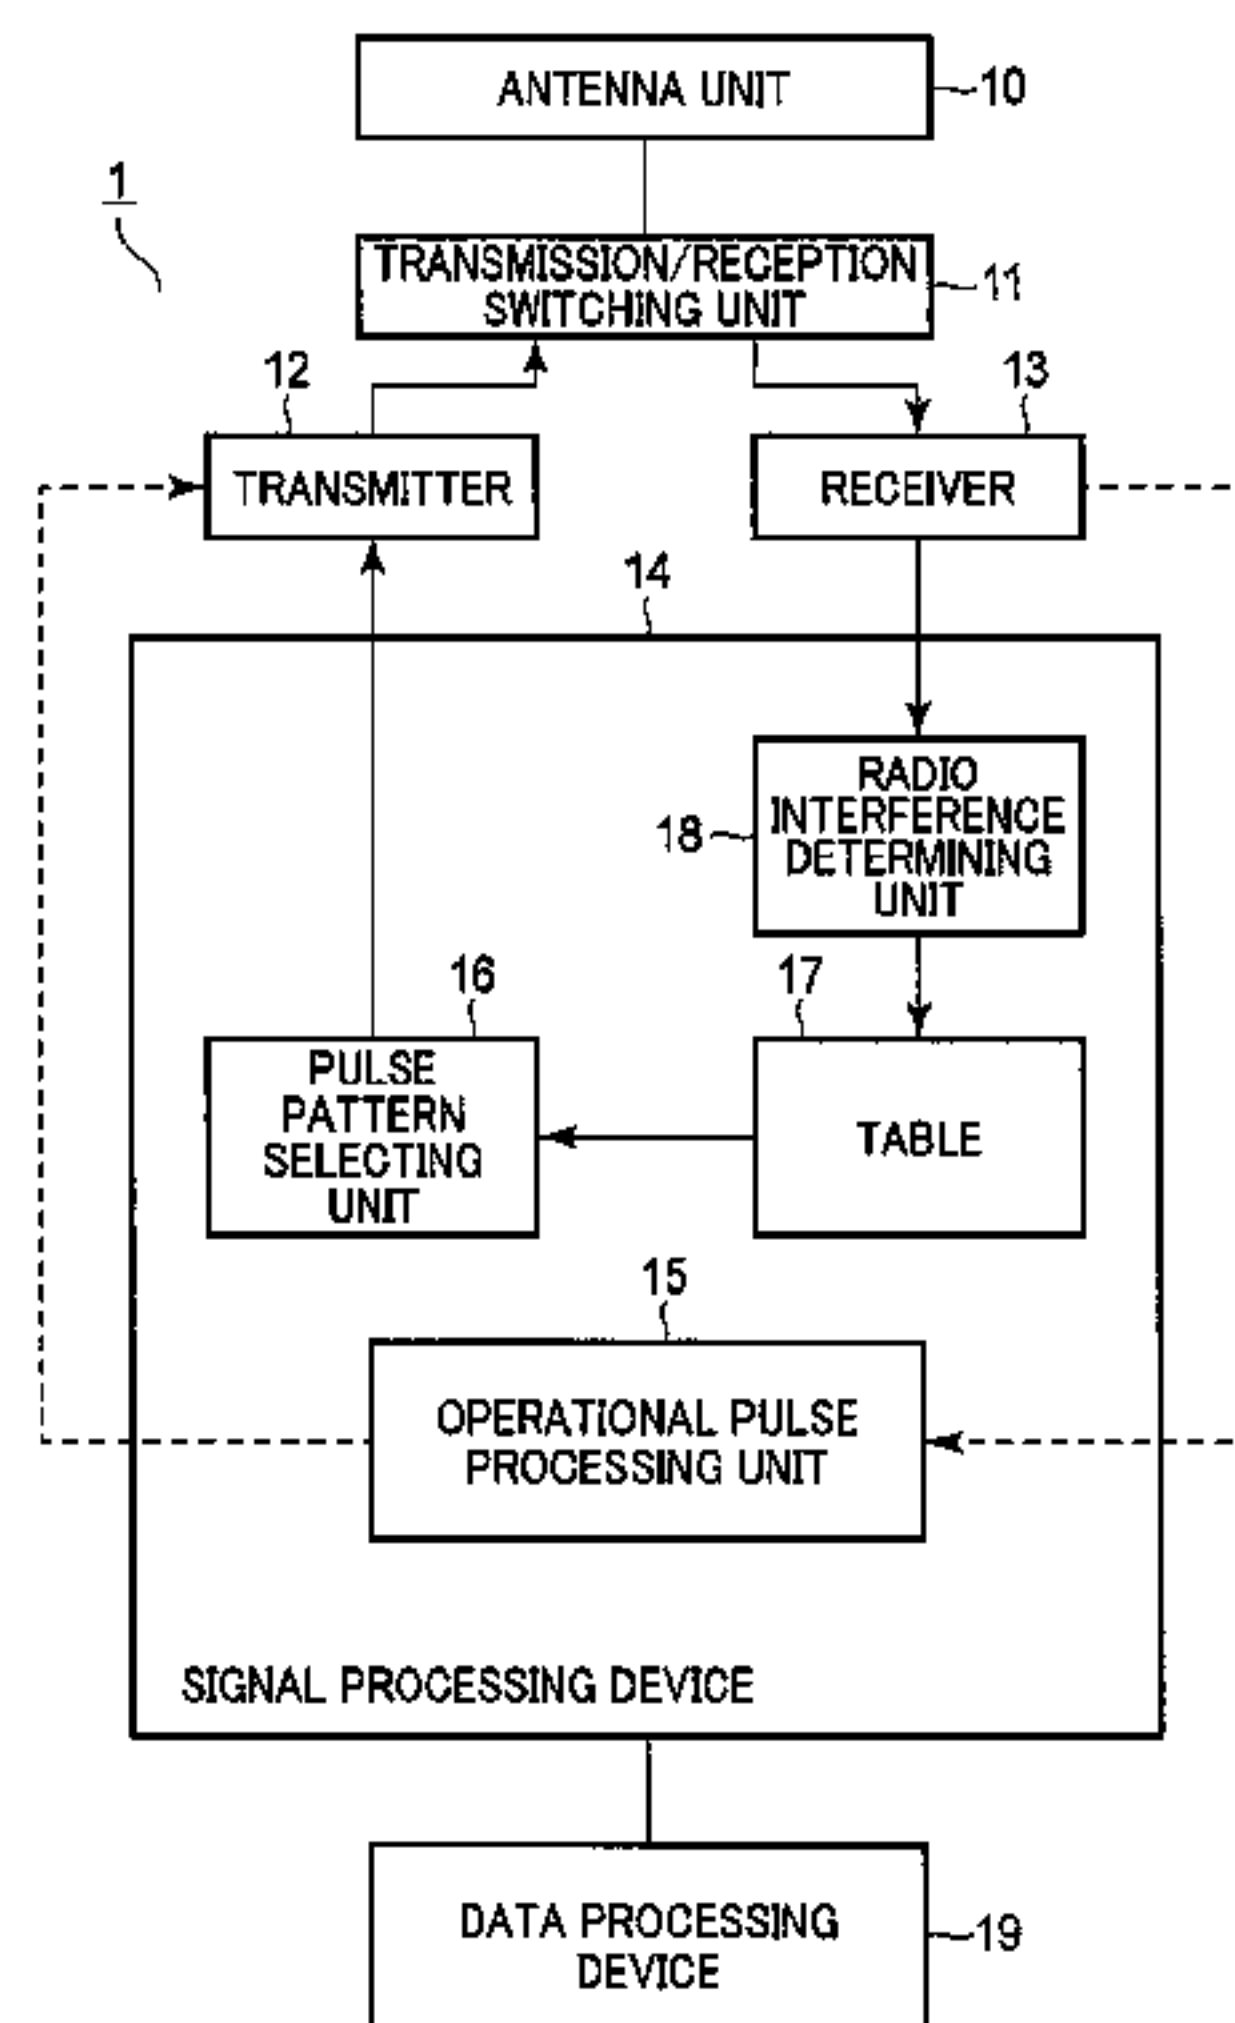 ANTENNA UNIT
10
1
TRANSMISSION/RECEPTION
SWITCHING UNIT
11
12
13
TRANSMITTER
RECEIVER
14
RADIO
INTERFERENCE
DETERMINING
UNIT
18
16
17
PULSE
PATTERN
SELECTING
UNIT
TABLE
15
OPERATIONAL PULSE
PROCESSING UNIT
SIGNAL PROCESSING DEVICE
DATA PROCESSING
DEVICE
19